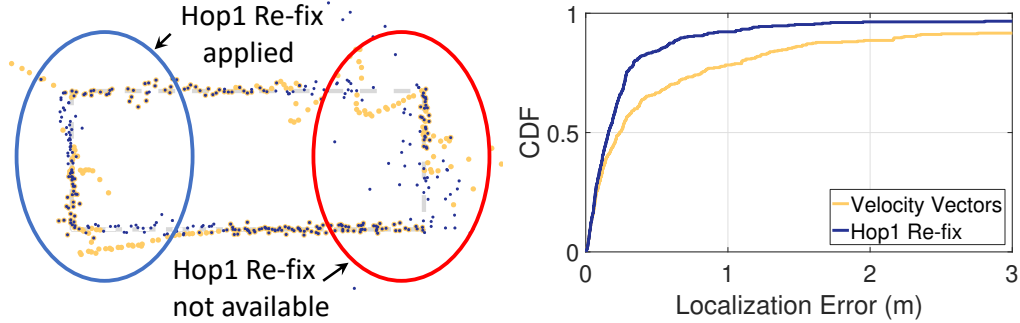 Hop1 Re-fix
applied
Hop1 Re-fix
not available
1
0.5
0
CDF
0
1
2
3
Localization Error (m)
Velocity Vectors
Hop1 Re-fix